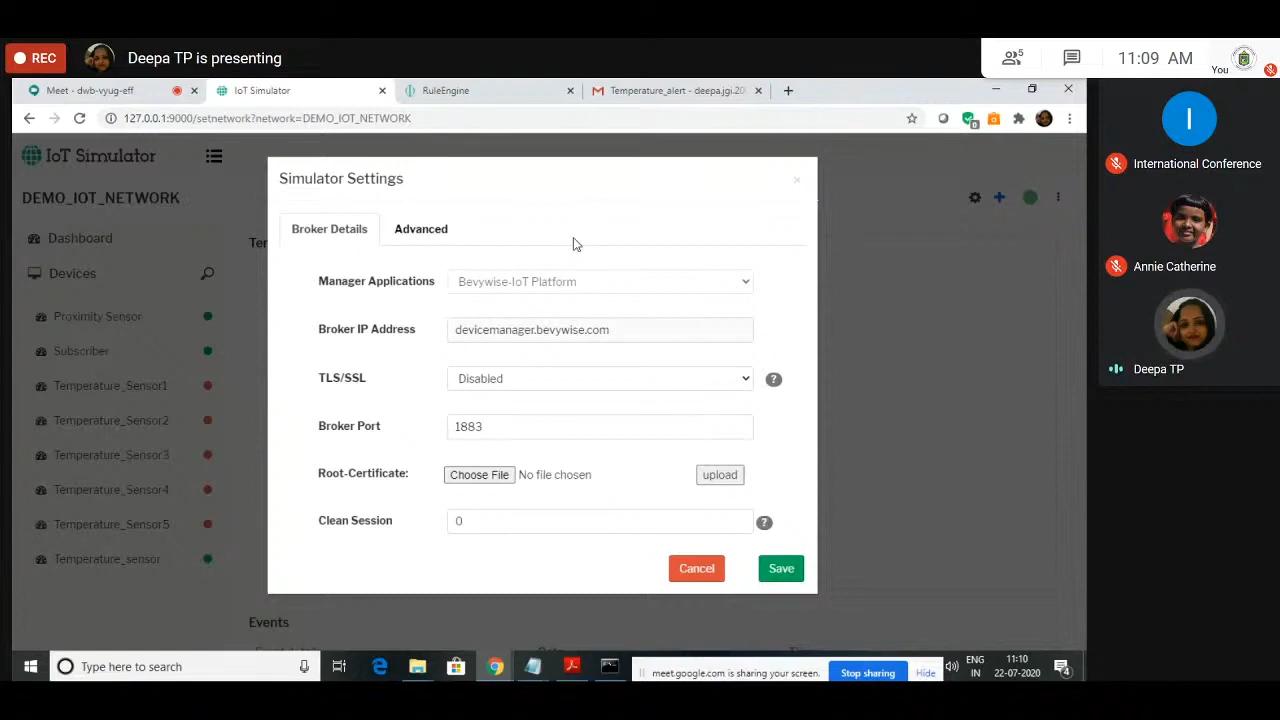 REC
Deepa TP is presenting
5
11:09 AM
You
Meet - dwb-vyug-eff
IoT Simulator
RuleEngine
Temperature_alert - deepa.jgi.20
127.0.0.1:9000/setnetwork?network=DEMO_IOT_NETWORK
IoT Simulator
DEMO_IOT_NETWORK
Dashboard
Devices
Proximity Sensor
Subscriber
Temperature_Sensor1
Temperature_Sensor2
Temperature_Sensor3
Temperature_Sensor4
Temperature_Sensor5
Temperature_sensor
Ter
Simulator Settings
×
Broker Details Advanced
Manager Applications Bevywise-IoT Platform
Broker IP Address devicemanager.bevywise.com
TLS/SSL Disabled ?
Broker Port 1883
Root-Certificate: Choose File No file chosen upload
Clean Session 0 ?
Cancel Save
Events
I
International Conference
Annie Catherine
Deepa TP
Type here to search
meet.google.com is sharing your screen.
Stop sharing
Hide
ENG
IN
11:10
22-07-2020
4